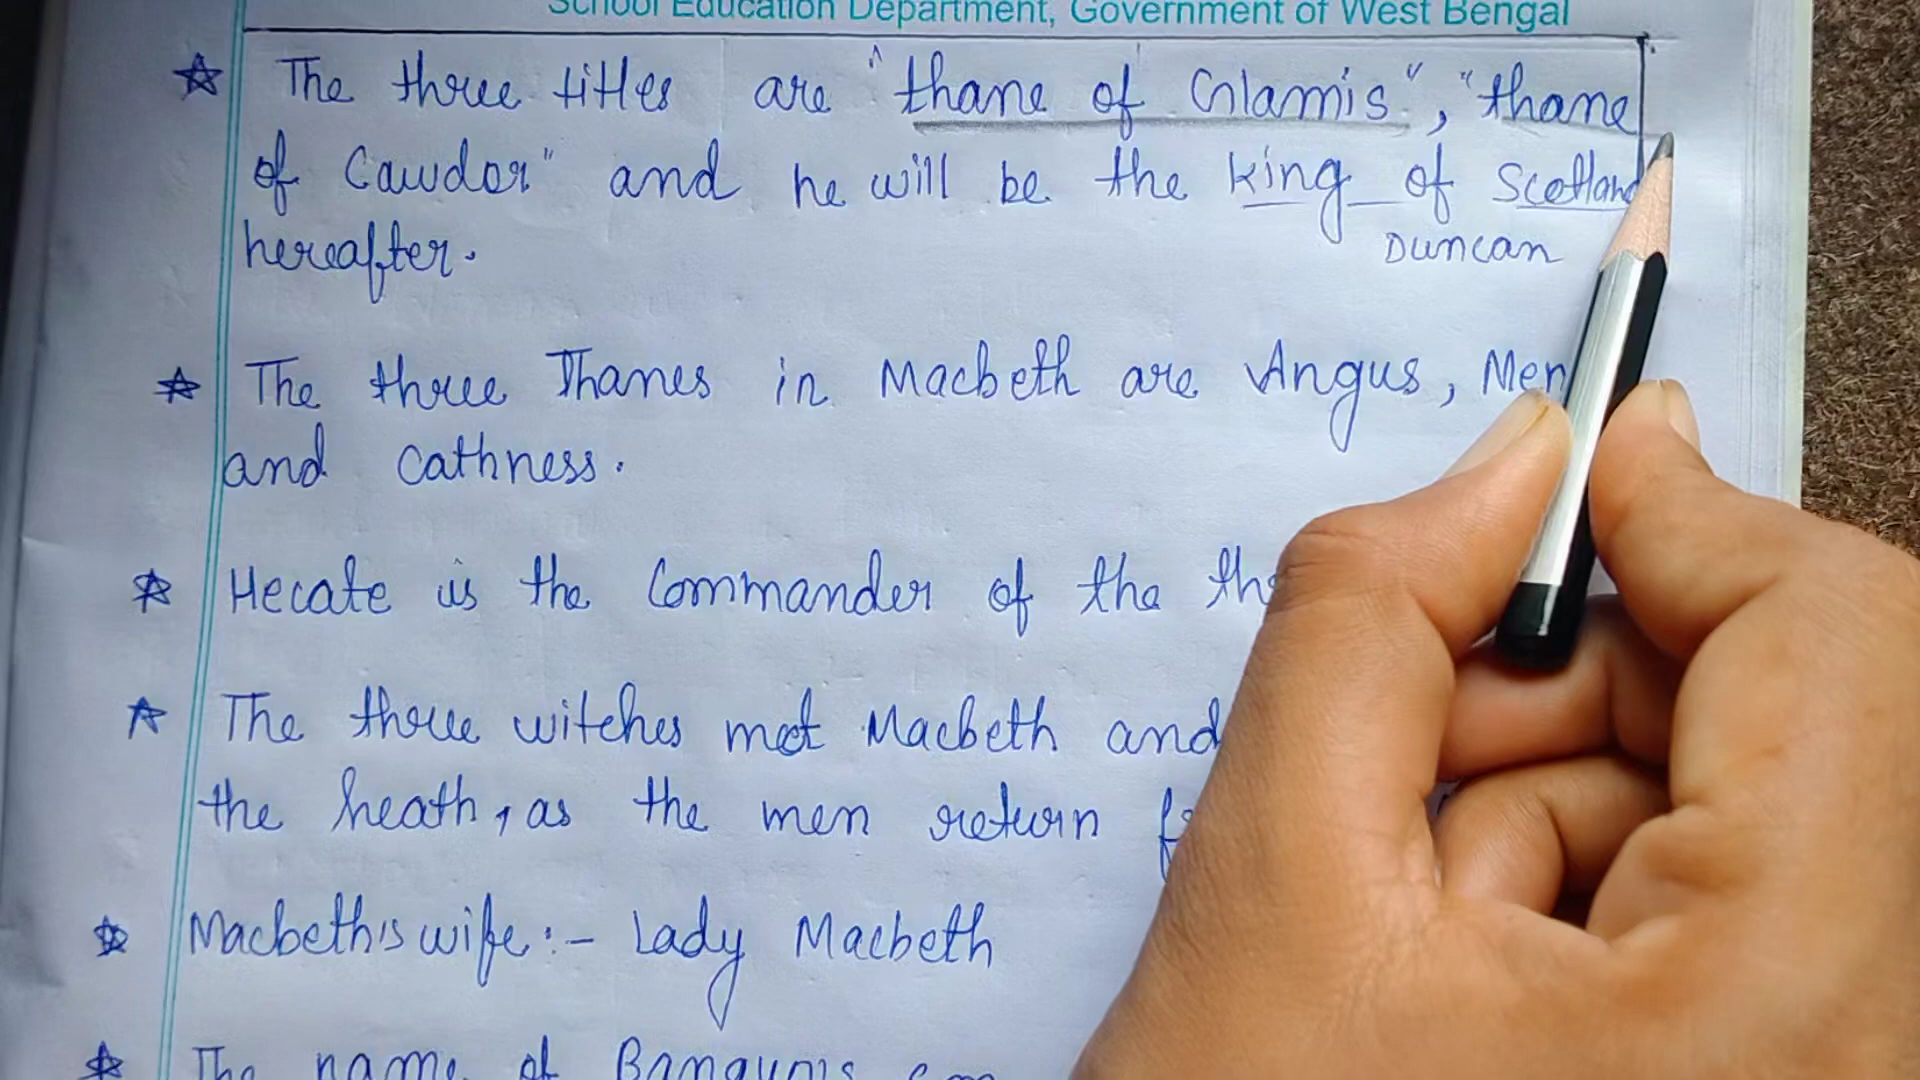 School Education Department, Government of West Bengal
The three titles are "thane of Glamis", "thane
of Cawdor" and he will be the king of Scotland
hereafter. Duncan
The three Thanes in Macbeth are Angus, Men
and cathness.
Hecate is the Commander of the
The three witches met Macbeth and
the heath, as the men return
Macbeth's wife:- Lady Macbeth
The name of